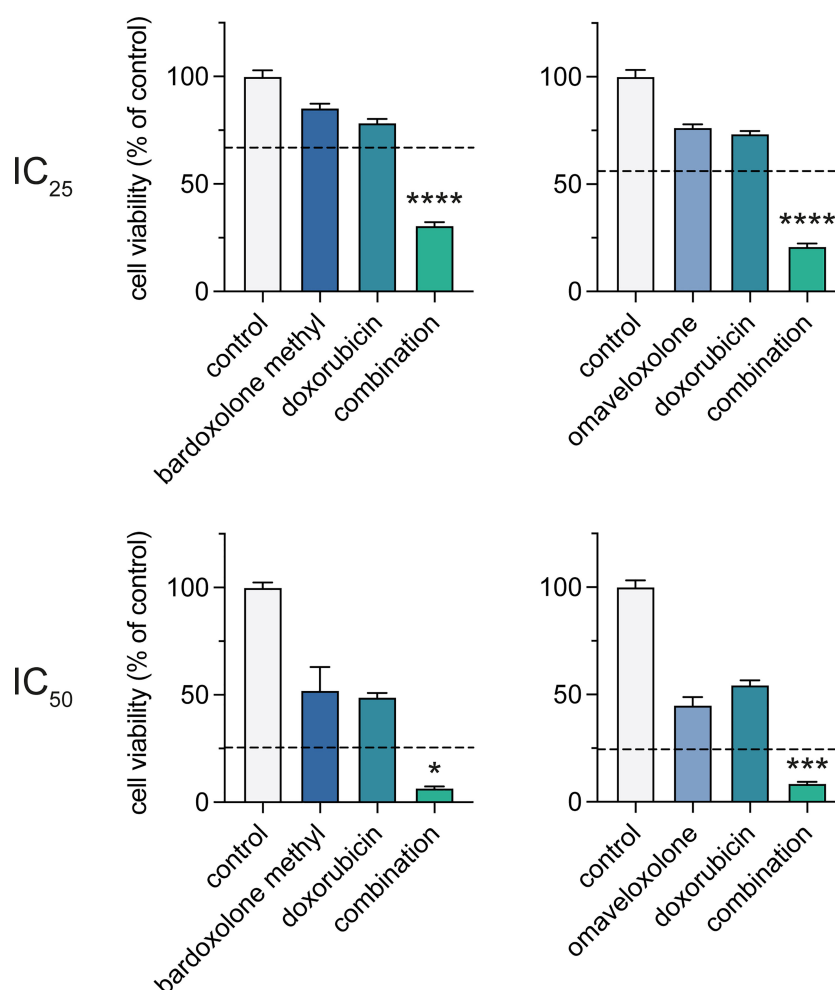 IC25
cell viability (% of control)
100
50
0
****
control
bardoxolone methyl
doxorubicin
combination
100
50
0
****
control
omaveloxolone
doxorubicin
combination
IC50
cell viability (% of control)
100
50
0
*
control
bardoxolone methyl
doxorubicin
combination
100
50
0
***
control
omaveloxolone
doxorubicin
combination